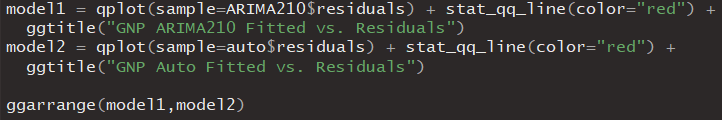 model1 = qplot(sample=ARIMA210$residuals) + stat_qq_line(color="red") +
  ggtitle("GNP ARIMA210 Fitted vs. Residuals")
model2 = qplot(sample=auto$residuals) + stat_qq_line(color="red") +
  ggtitle("GNP Auto Fitted vs. Residuals")
ggarrange(model1,model2)